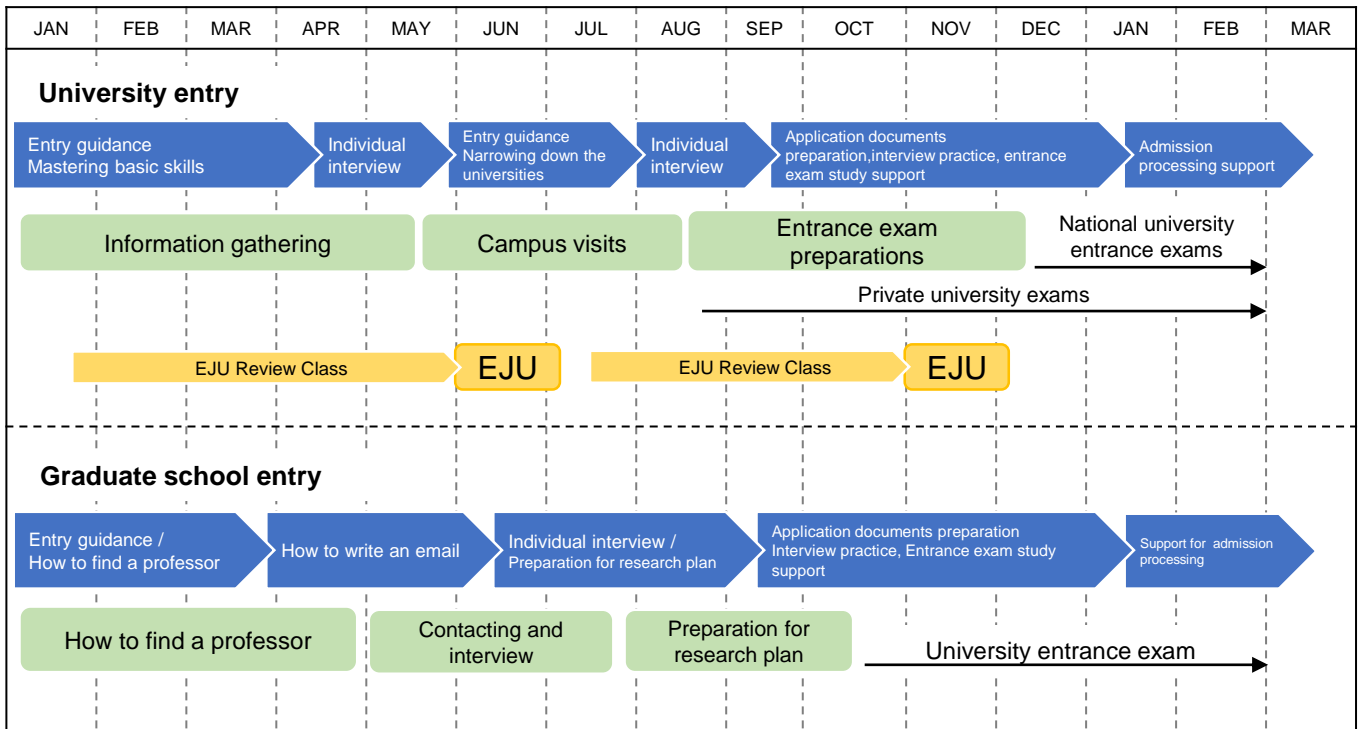 JAN FEB MAR APR MAY JUN JUL AUG SEP OCT NOV DEC JAN FEB MAR
University entry
Entry guidance
Mastering basic skills
Individual
interview
Entry guidance
Narrowing down the
universities
Individual
interview
Application documents
preparation,interview practice, entrance
exam study support
Admission
processing support
Information gathering
Campus visits
Entrance exam
preparations
National university
entrance exams
Private university exams
EJU Review Class
EJU
EJU Review Class
EJU
Graduate school entry
Entry guidance /
How to find a professor
How to write an email
Individual interview /
Preparation for research plan
Application documents preparation
Interview practice, Entrance exam study
support
Support for admission
processing
How to find a professor
Contacting and
interview
Preparation for
research plan
University entrance exam